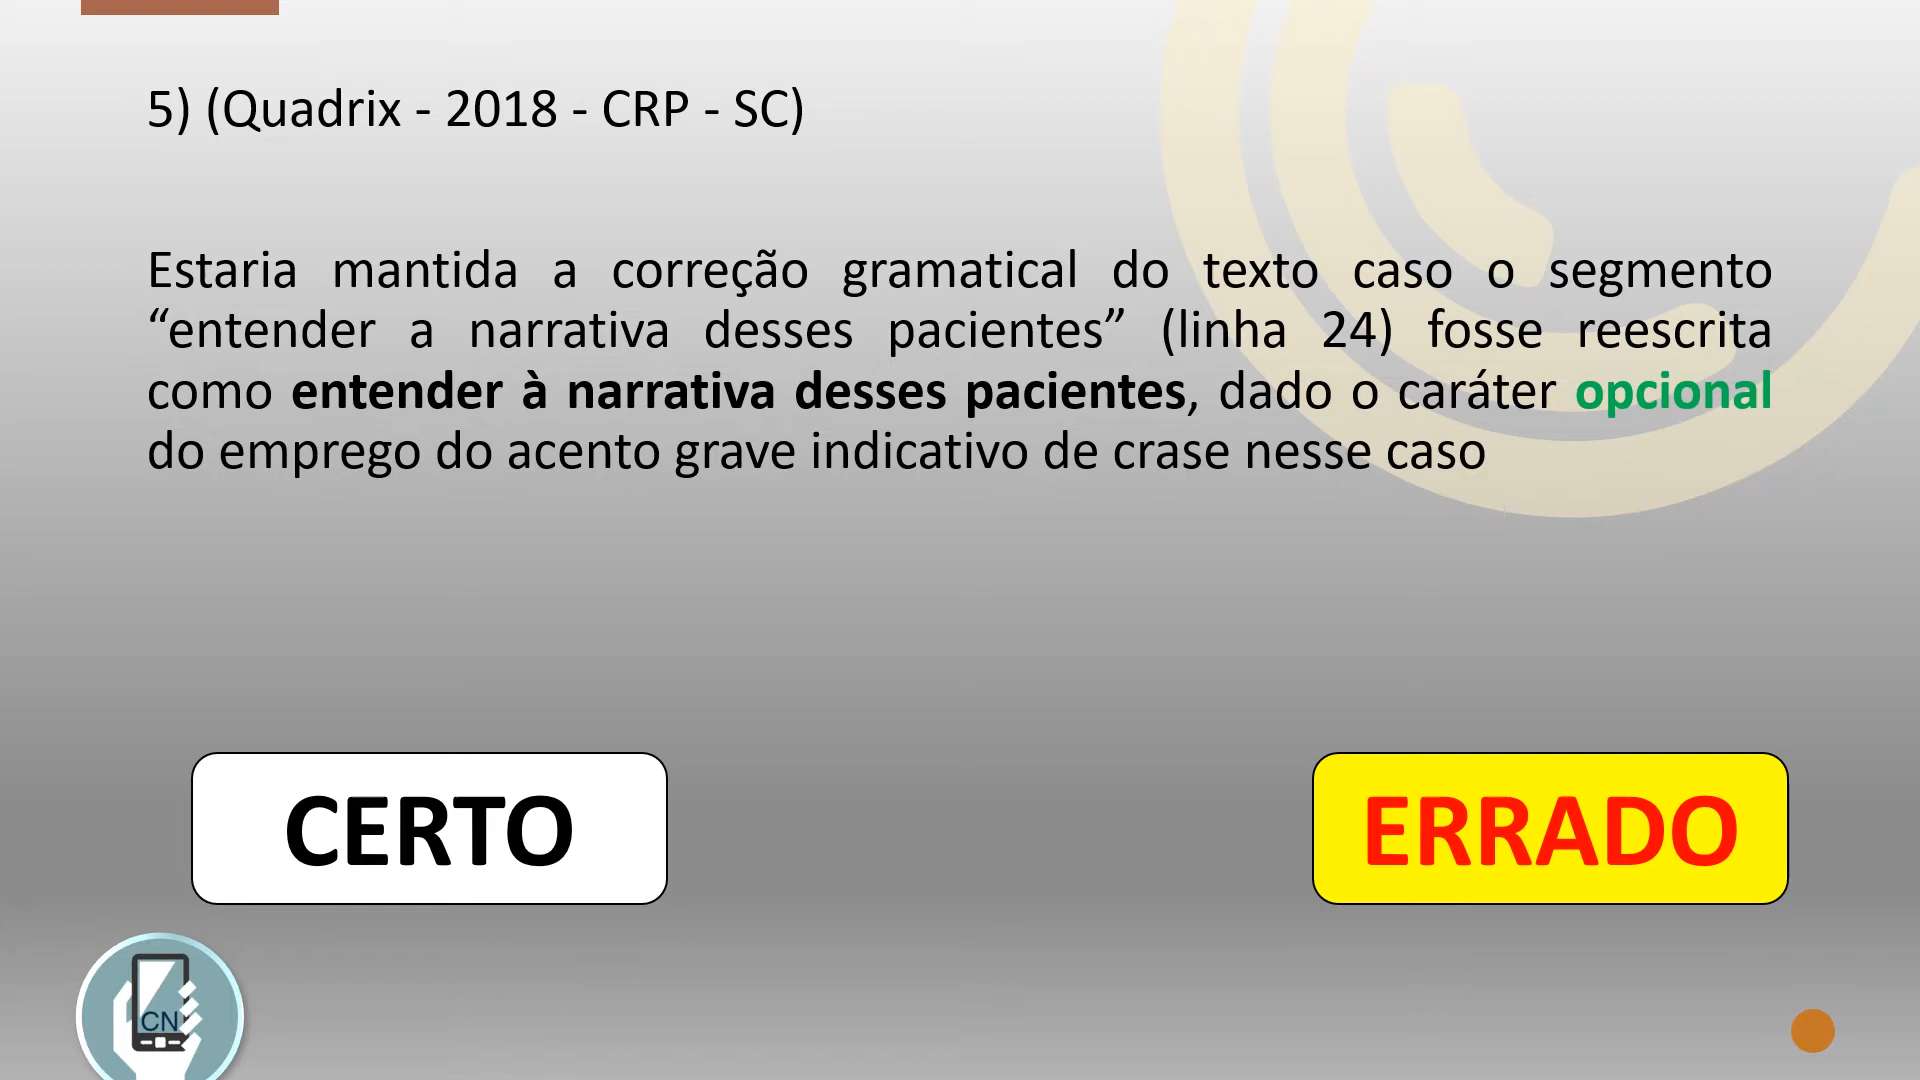 5) (Quadrix - 2018 - CRP - SC)
Estaria mantida a correção gramatical do texto caso o segmento
“entender a narrativa desses pacientes” (linha 24) fosse reescrita
como entender à narrativa desses pacientes, dado o caráter opcional
do emprego do acento grave indicativo de crase nesse caso
CERTO
ERRADO
CN